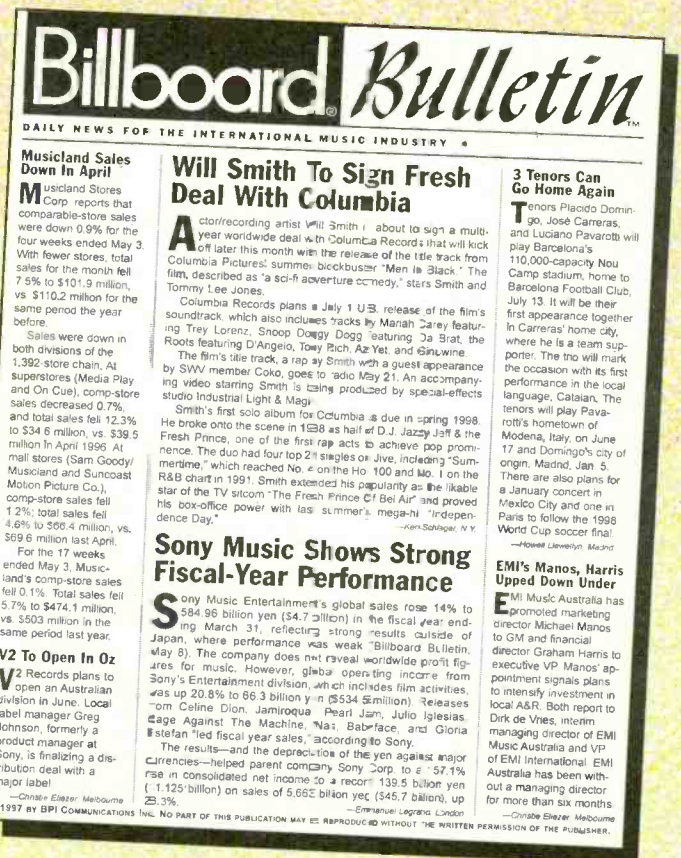 Billboard® Bulletin™
DAILY NEWS FOR THE INTERNATIONAL MUSIC INDUSTRY •
Musicland Sales
Down In April
Musicland Stores
Corp reports that
comparable-store sales
were down 0.9% for the
four weeks ended May 3.
With fewer stores, total
sales for the month fell
7.5% to $101.9 million,
vs $110.2 million for the
same period the year
before.
Sales were down in
both divisions of the
1,392-store chain. At
superstores (Media Play
and On Cue), comp-store
sales decreased 0.7%,
and total sales fell 12.3%
to $34.6 million, vs. $39.5
million in April 1996. At
mall stores (Sam Goody/
Musicland and Suncoast
Motion Picture Co.),
comp-store sales fell
1.2%; total sales fell
4.6% to $66.4 million, vs.
$69.6 million last April.
For the 17 weeks
ended May 3, Music-
land's comp-store sales
fell 0.1%. Total sales fell
5.7% to $474.1 million,
vs. $503 million in the
same period last year.
V2 To Open In Oz
V2 Records plans to
open an Australian
division in June. Local
label manager Greg
Johnson, formerly a
product manager at
Sony, is finalizing a dis-
tribution deal with a
major label
—Christie Eliezer, Melbourne
Will Smith To Sign Fresh
Deal With Columbia
Actor/recording artist Will Smith is about to sign a multi-
year worldwide deal with Columbia Records that will kick
off later this month with the release of the title track from
Columbia Pictures' summer blockbuster "Men In Black." The
film, described as "a sci-fi adventure comedy," stars Smith and
Tommy Lee Jones.
Columbia Records plans a July 1 U.S. release of the film's
soundtrack, which also includes tracks by Mariah Carey featur-
ing Trey Lorenz, Snoop Doggy Dogg featuring Da Brat, the
Roots featuring D'Angelo, Tony Rich, Az Yet, and Ginuwine.
The film's title track, a rap by Smith with a guest appearance
by SWV member Coko, goes to radio May 21. An accompany-
ing video starring Smith is being produced by special-effects
studio Industrial Light & Magic
Smith's first solo album for Columbia is due in spring 1998.
He broke onto the scene in 1988 as half of D.J. Jazzy Jeff & the
Fresh Prince, one of the first rap acts to achieve pop promi-
nence. The duo had four top 20 singles on Jive, including "Sum-
mertime," which reached No. 4 on the Hot 100 and No. 1 on the
R&B chart in 1991. Smith extended his popularity as the likable
star of the TV sitcom "The Fresh Prince Of Bel Air" and proved
his box-office power with last summer's mega-hit "Indepen-
dence Day."
—Ken Schlager, N.Y.
Sony Music Shows Strong
Fiscal-Year Performance
Sony Music Entertainment's global sales rose 14% to
584.96 billion yen ($4.7 billion) in the fiscal year end-
ing March 31, reflecting strong results outside of
Japan, where performance was weak "Billboard Bulletin,
May 8). The company does not reveal worldwide profit fig-
ures for music. However, global operating income from
Sony's Entertainment division, which includes film activities,
was up 20.8% to 66.3 billion yen ($534.5 million). Releases
from Celine Dion, Jamiroquai, Pearl Jam, Julio Iglesias,
Rage Against The Machine, Nas, Babyface, and Gloria
Estefan "led fiscal year sales," according to Sony.
The results—and the depreciation of the yen against major
currencies—helped parent company Sony Corp. to a 157.1%
rise in consolidated net income to a record 139.5 billion yen
($1.125 billion) on sales of 5,663 billion yen ($45.7 billion), up
23.3%.
—Emmanuel Legrand, London
3 Tenors Can
Go Home Again
Tenors Placido Domin-
go, José Carreras,
and Luciano Pavarotti will
play Barcelona's
110,000-capacity Nou
Camp stadium, home to
Barcelona Football Club,
July 13. It will be their
first appearance together
in Carreras' home city,
where he is a team sup-
porter. The trio will mark
the occasion with its first
performance in the local
language, Catalan. The
tenors will play Pava-
rotti's hometown of
Modena, Italy, on June
17 and Domingo's city of
origin, Madrid, Jan. 5.
There are also plans for
a January concert in
Mexico City and one in
Paris to follow the 1998
World Cup soccer final.
—Howell Llewellyn, Madrid
EMI's Manos, Harris
Upped Down Under
EMI Music Australia has
promoted marketing
director Michael Manos
to GM and financial
director Graham Harris to
executive VP Manos' ap-
pointment signals plans
to intensify investment in
local A&R. Both report to
Dirk de Vries, interim
managing director of EMI
Music Australia and VP
of EMI International. EMI
Australia has been with-
out a managing director
for more than six months
—Christie Eliezer, Melbourne
1997 BY BPI COMMUNICATIONS INC. NO PART OF THIS PUBLICATION MAY BE REPRODUCED WITHOUT THE WRITTEN PERMISSION OF THE PUBLISHER.